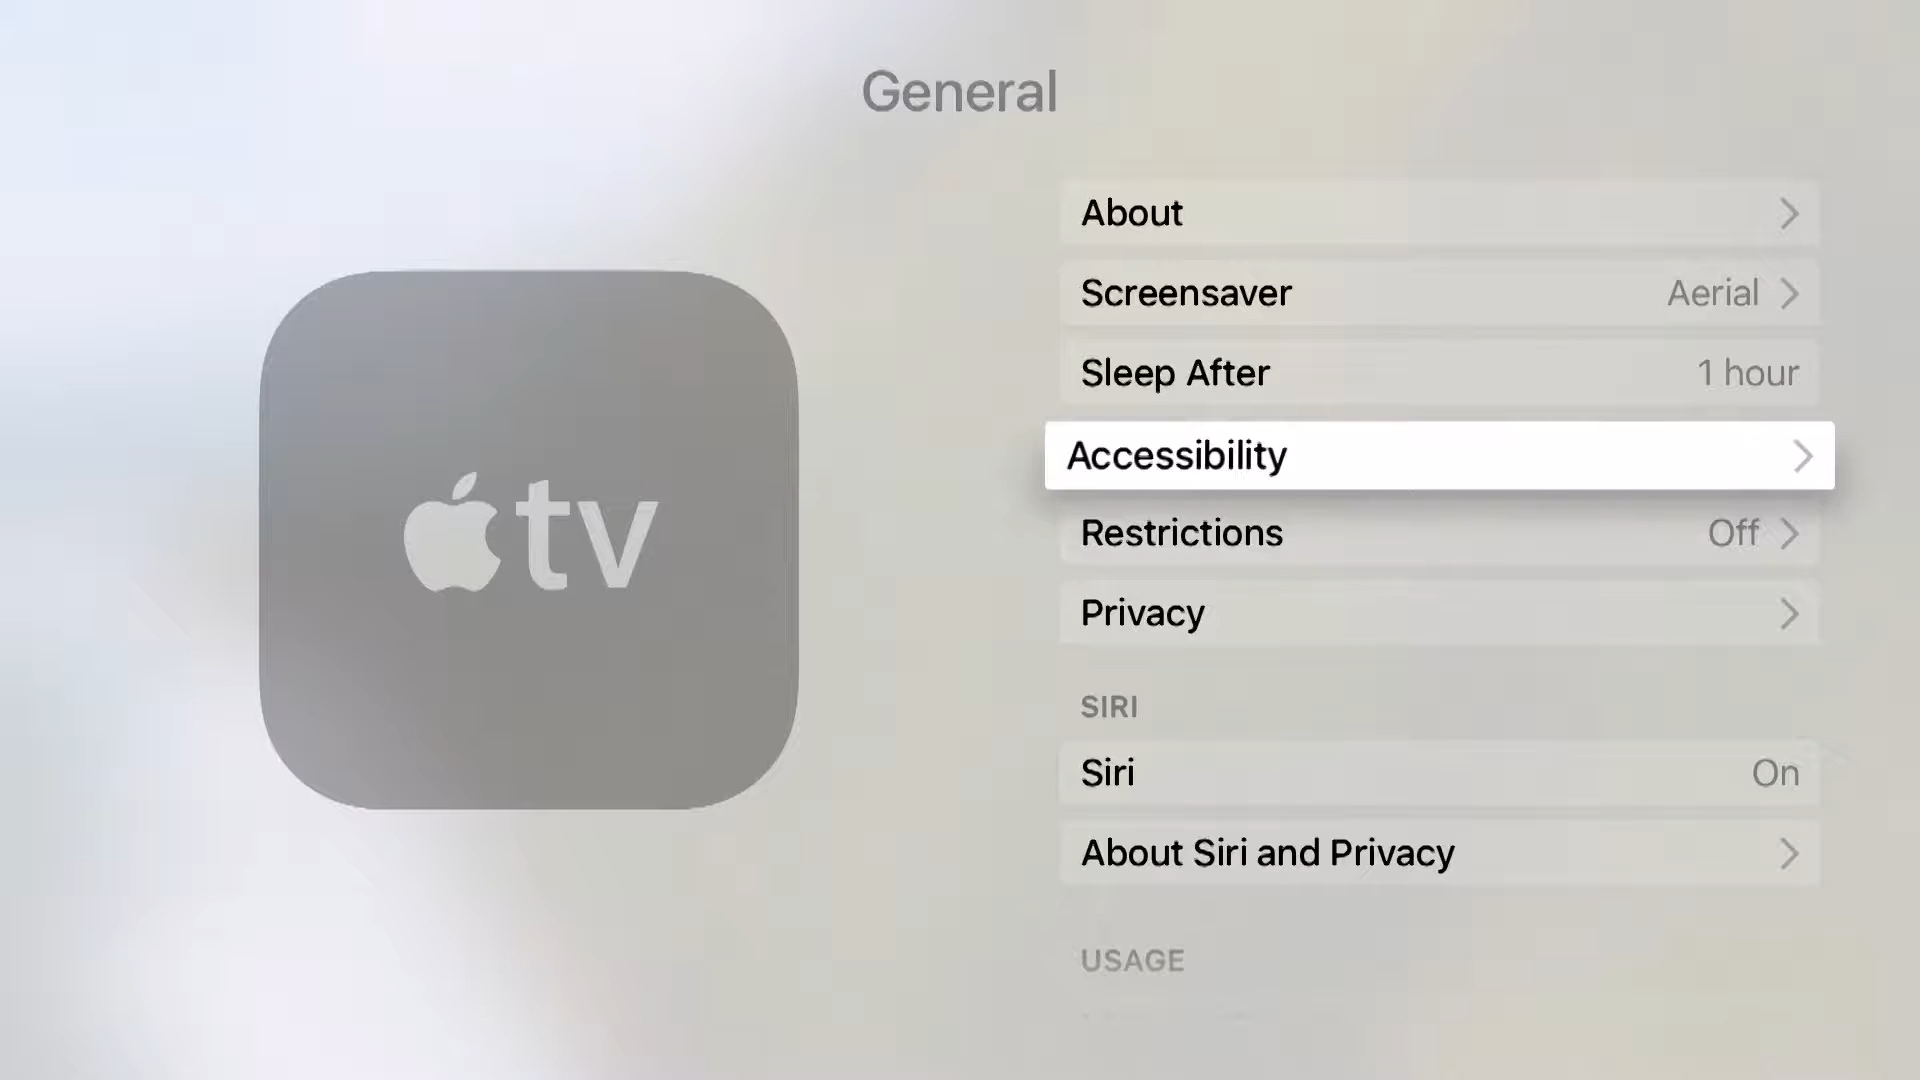 General
tv
About
Screensaver Aerial
Sleep After 1 hour
Accessibility
Restrictions Off
Privacy
SIRI
Siri On
About Siri and Privacy
USAGE